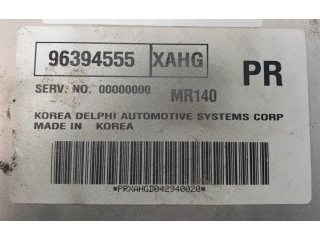 96394555 XAHG
PR
SERV. NO. 00000000 MR140
KOREA DELPHI AUTOMOTIVE SYSTEMS CORP
MADE IN KOREA
*PRXAHGD042940020*